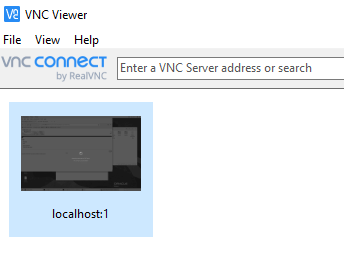 VNC Viewer
File View Help
vnc connect
by RealVNC
Enter a VNC Server address or search
localhost:1